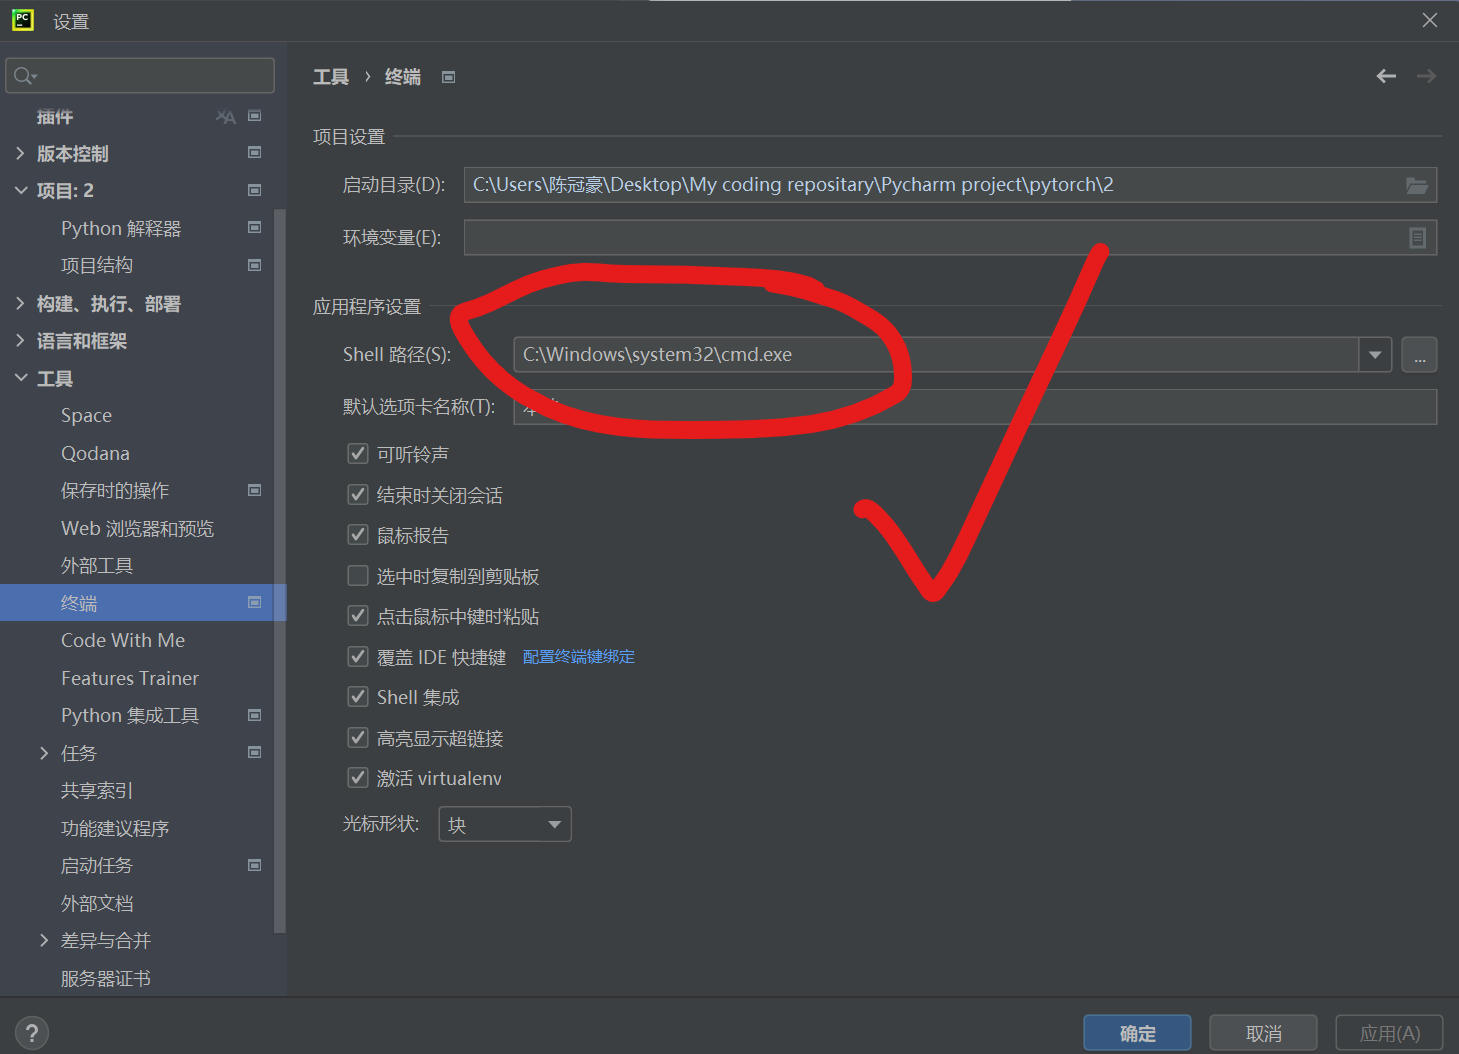 PC 设置
插件
版本控制
项目: 2
Python 解释器
项目结构
构建、执行、部署
语言和框架
工具
Space
Qodana
保存时的操作
Web 浏览器和预览
外部工具
终端
Code With Me
Features Trainer
Python 集成工具
任务
共享索引
功能建议程序
启动任务
外部文档
差异与合并
服务器证书
工具 › 终端
项目设置
启动目录(D): C:\Users\陈冠豪\Desktop\My coding repositary\Pycharm project\pytorch\2
环境变量(E):
应用程序设置
Shell 路径(S): C:\Windows\system32\cmd.exe ...
默认选项卡名称(T):
可听铃声
结束时关闭会话
鼠标报告
选中时复制到剪贴板
点击鼠标中键时粘贴
覆盖 IDE 快捷键 配置终端键绑定
Shell 集成
高亮显示超链接
激活 virtualenv
光标形状: 块
? 确定 取消 应用(A)